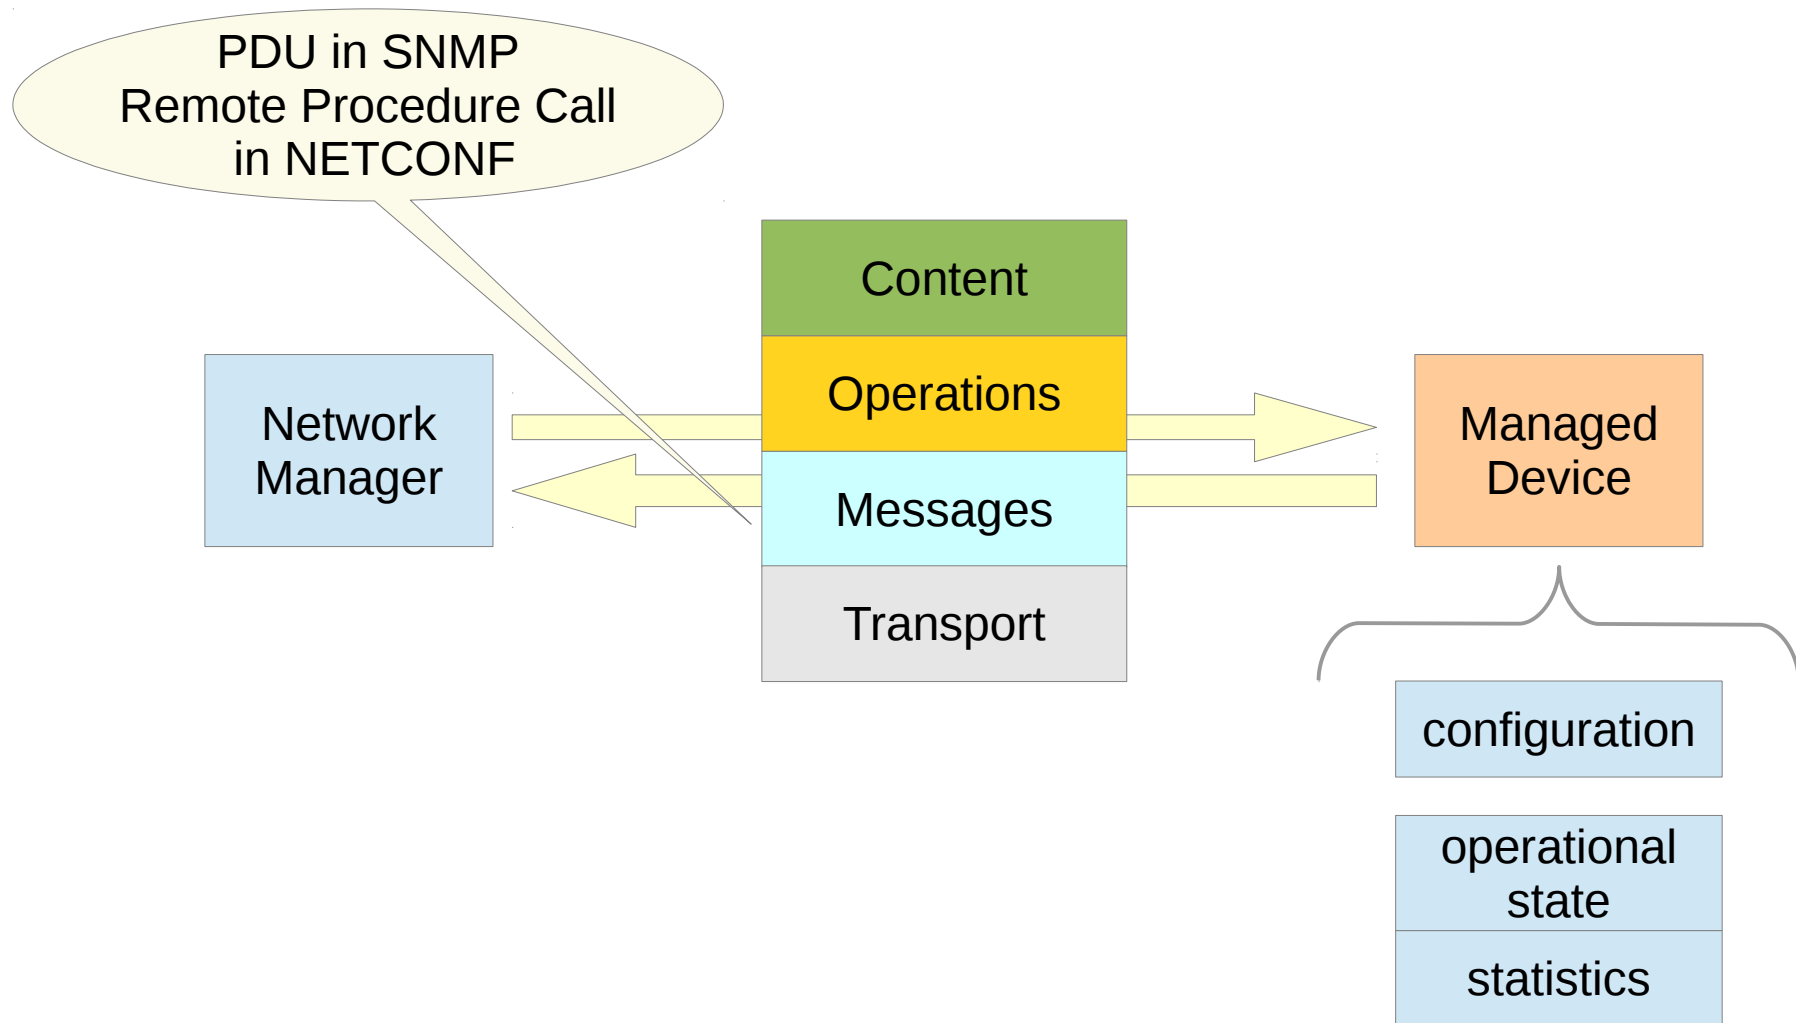 PDU in SNMP
Remote Procedure Call
in NETCONF
Content
Operations
Messages
Transport
Network
Manager
Managed
Device
configuration
operational
state
statistics